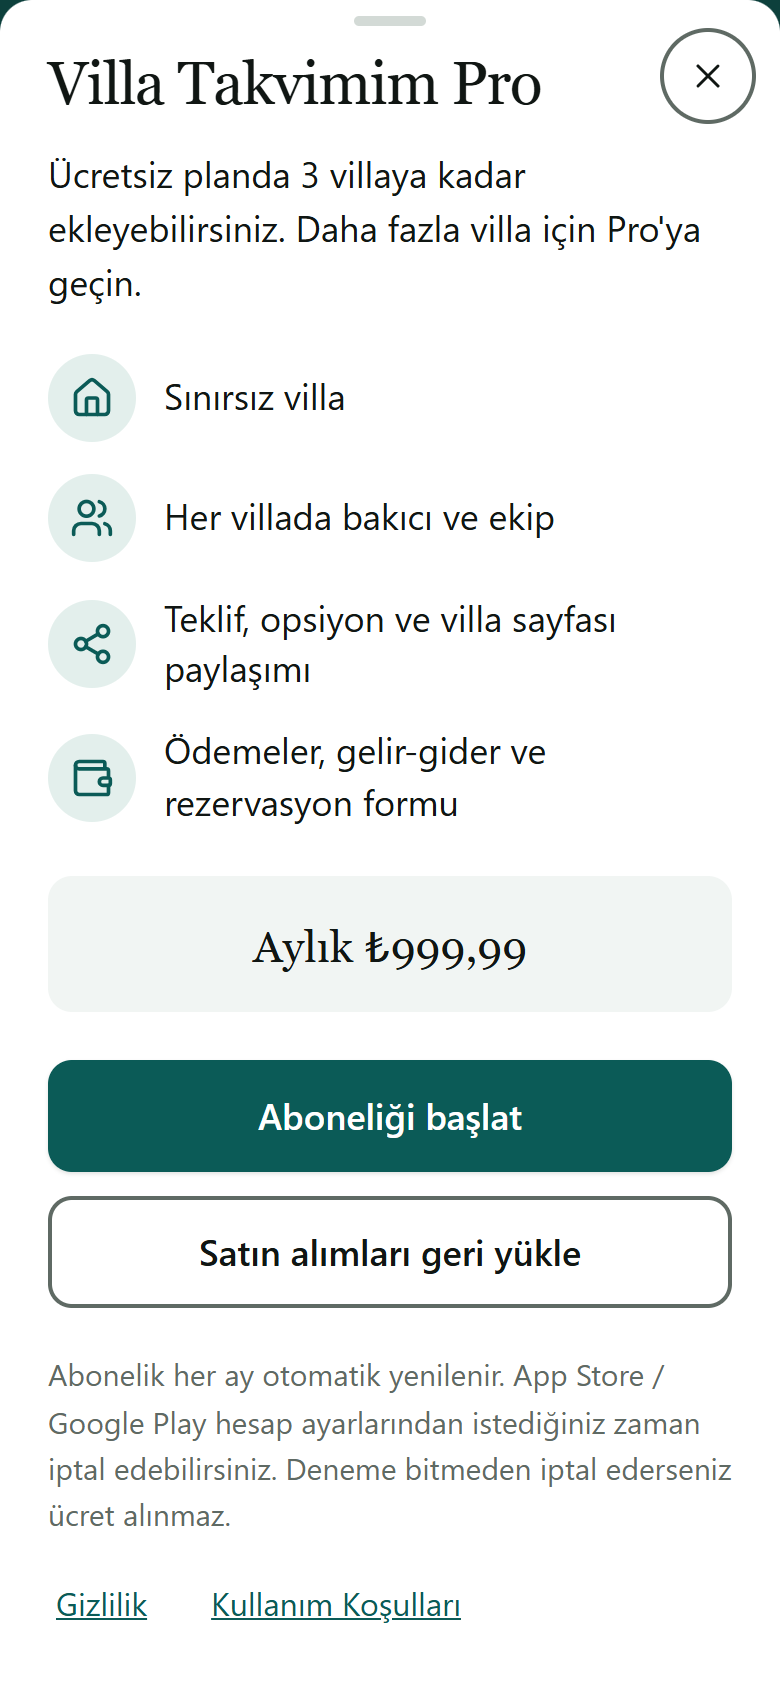 Villa Takvimim Pro
Ücretsiz planda 3 villaya kadar
ekleyebilirsiniz. Daha fazla villa için Pro'ya
geçin.
Sınırsız villa
Her villada bakıcı ve ekip
Teklif, opsiyon ve villa sayfası
paylaşımı
Ödemeler, gelir-gider ve
rezervasyon formu
Aylık ₺999,99
Aboneliği başlat
Satın alımları geri yükle
Abonelik her ay otomatik yenilenir. App Store /
Google Play hesap ayarlarından istediğiniz zaman
iptal edebilirsiniz. Deneme bitmeden iptal ederseniz
ücret alınmaz.
Gizlilik Kullanım Koşulları